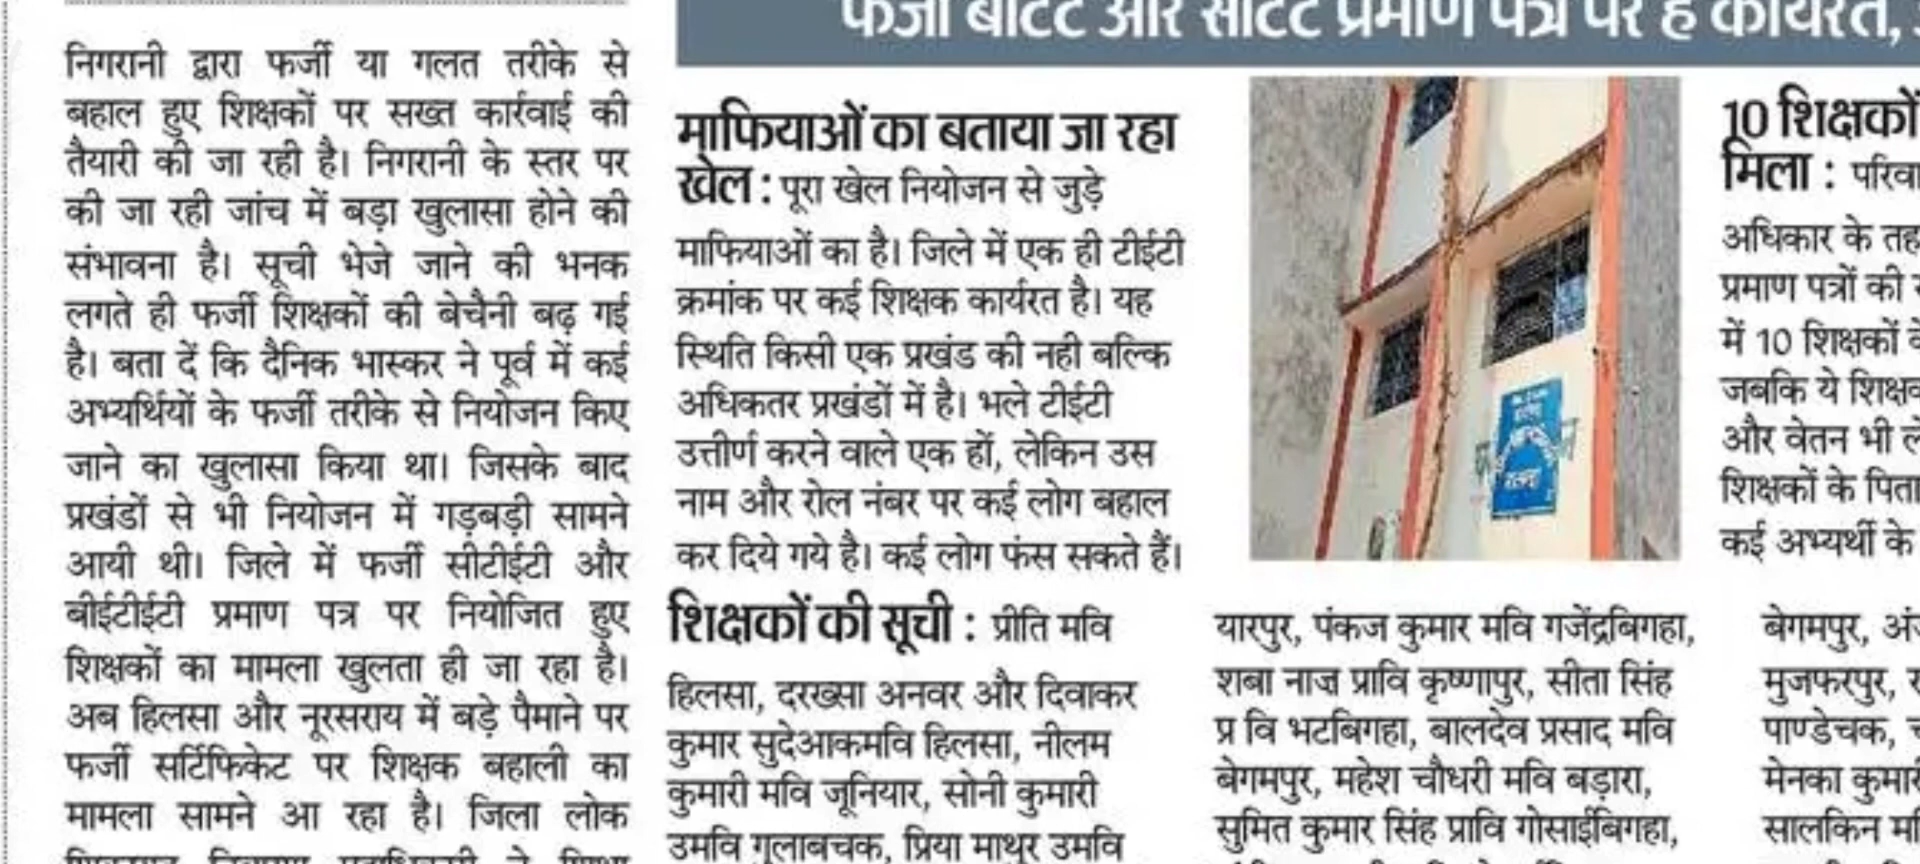 फर्जी बीटेट और सीटेट प्रमाण पत्र पर है कार्यरत,
निगरानी द्वारा फर्जी या गलत तरीके से
बहाल हुए शिक्षकों पर सख्त कार्रवाई की
तैयारी की जा रही है। निगरानी के स्तर पर
की जा रही जांच में बड़ा खुलासा होने की
संभावना है। सूची भेजे जाने की भनक
लगते ही फर्जी शिक्षकों की बेचैनी बढ़ गई
है। बता दें कि दैनिक भास्कर ने पूर्व में कई
अभ्यर्थियों के फर्जी तरीके से नियोजन किए
जाने का खुलासा किया था। जिसके बाद
प्रखंडों से भी नियोजन में गड़बड़ी सामने
आयी थी। जिले में फर्जी सीटीईटी और
बीईटीईटी प्रमाण पत्र पर नियोजित हुए
शिक्षकों का मामला खुलता ही जा रहा है।
अब हिलसा और नूरसराय में बड़े पैमाने पर
फर्जी सर्टिफिकेट पर शिक्षक बहाली का
मामला सामने आ रहा है। जिला लोक
माफियाओं का बताया जा रहा
खेल : पूरा खेल नियोजन से जुड़े
माफियाओं का है। जिले में एक ही टीईटी
क्रमांक पर कई शिक्षक कार्यरत है। यह
स्थिति किसी एक प्रखंड की नही बल्कि
अधिकतर प्रखंडों में है। भले टीईटी
उत्तीर्ण करने वाले एक हों, लेकिन उस
नाम और रोल नंबर पर कई लोग बहाल
कर दिये गये है। कई लोग फंस सकते हैं।
शिक्षकों की सूची : प्रीति मवि
हिलसा, दरख्सा अनवर और दिवाकर
कुमार सुदेआकमवि हिलसा, नीलम
कुमारी मवि जूनियार, सोनी कुमारी
उमवि गुलाबचक, प्रिया माथुर उमवि
यारपुर, पंकज कुमार मवि गजेंद्रबिगहा,
शबा नाज प्रावि कृष्णापुर, सीता सिंह
प्र वि भटबिगहा, बालदेव प्रसाद मवि
बेगमपुर, महेश चौधरी मवि बड़ारा,
सुमित कुमार सिंह प्रावि गोसाईंबिगहा,
10 शिक्षकों
मिला :
अधिकार के
प्रमाण पत्रों की
में 10 शिक्षकों
जबकि ये
और वेतन भी
शिक्षकों के पिता
कई अभ्यर्थी के
बेगमपुर,
मुजफरपुर,
पाण्डेचक,
मेनका कुमारी
सालकिन